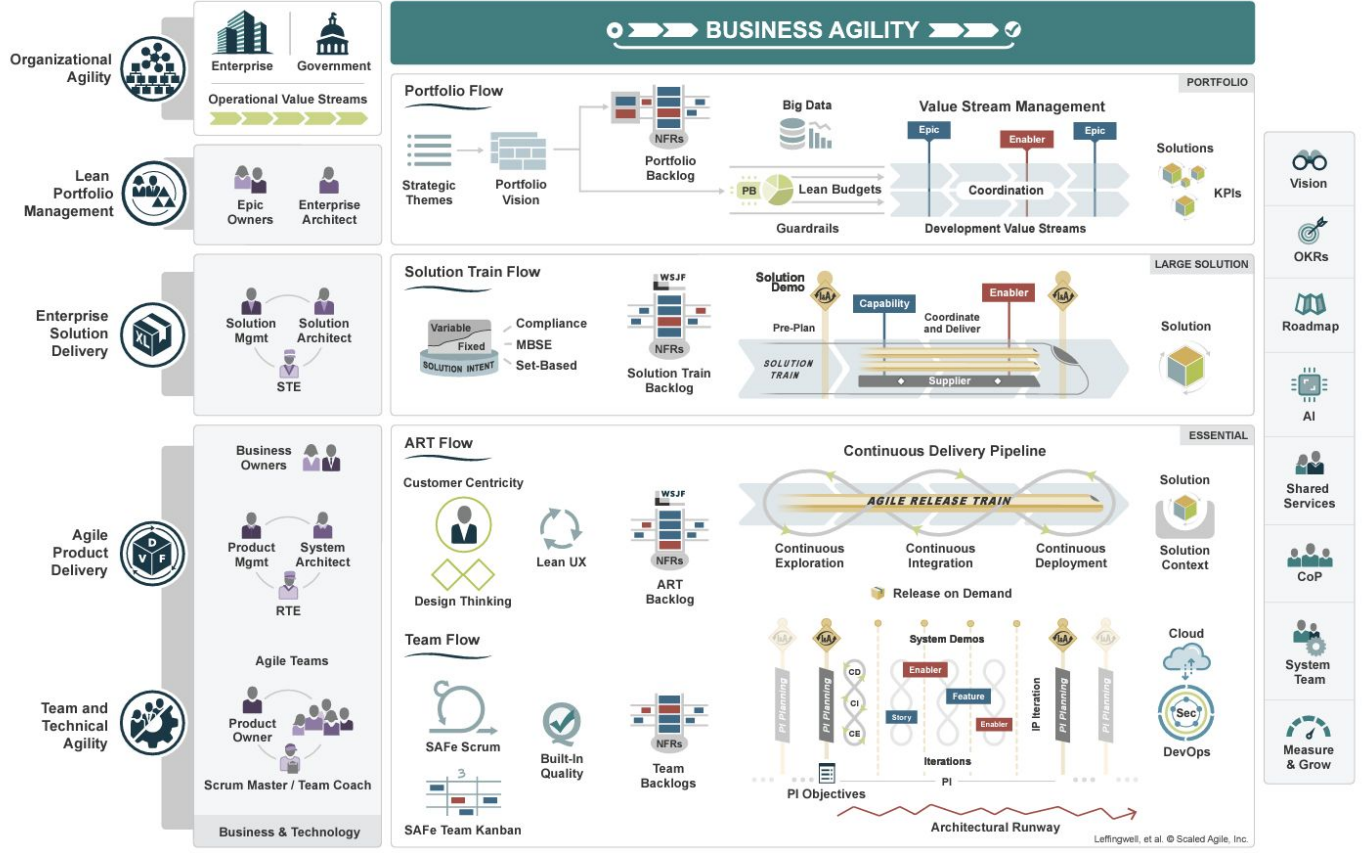 BUSINESS AGILITY
Organizational
Agility
Enterprise
Government
Operational Value Streams
Lean
Portfolio
Management
Epic
Owners
Enterprise
Architect
PORTFOLIO
Portfolio Flow
Strategic
Themes
Portfolio
Vision
NFRs
Portfolio
Backlog
Big Data
PB
Lean Budgets
Guardrails
Value Stream Management
Epic
Enabler
Epic
Coordination
Development Value Streams
Solutions
KPIs
Enterprise
Solution
Delivery
XL
Solution
Mgmt
Solution
Architect
STE
LARGE SOLUTION
Solution Train Flow
Variable
Fixed
SOLUTION INTENT
Compliance
MBSE
Set-Based
WSJF
NFRs
Solution Train
Backlog
Solution
Demo
I&A
Pre-Plan
Capability
Coordinate
and Deliver
Enabler
I&A
SOLUTION
TRAIN
Supplier
Solution
Agile
Product
Delivery
D
V
F
Business
Owners
Product
Mgmt
System
Architect
RTE
ESSENTIAL
ART Flow
Customer Centricity
Lean UX
Design Thinking
WSJF
NFRs
ART
Backlog
Continuous Delivery Pipeline
AGILE RELEASE TRAIN
Continuous
Exploration
Continuous
Integration
Continuous
Deployment
Release on Demand
Solution
Solution
Context
Team and
Technical
Agility
Agile Teams
Product
Owner
Scrum Master / Team Coach
Business & Technology
Team Flow
SAFe Scrum
Built-In
Quality
3
SAFe Team Kanban
NFRs
Team
Backlogs
I&A
I&A
System Demos
I&A
I&A
PI Planning
PI Planning
CD
CI
CE
Story
Enabler
Feature
Enabler
IP Iteration
PI Planning
PI Planning
Iterations
PI
PI Objectives
Architectural Runway
Cloud
Sec
DevOps
Leffingwell, et al. © Scaled Agile, Inc.
Vision
OKRs
Roadmap
AI
Shared
Services
CoP
System
Team
Measure
& Grow